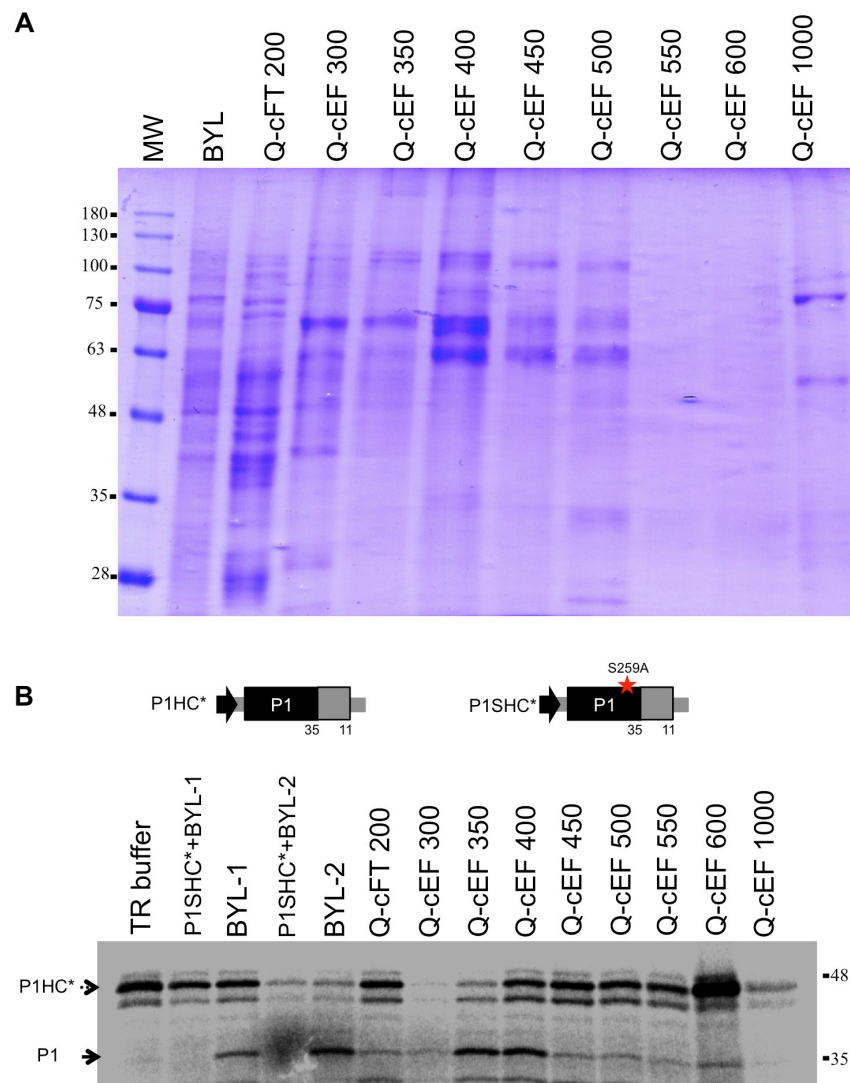 A
MW
BYL
Q-cFT 200
Q-cEF 300
Q-cEF 350
Q-cEF 400
Q-cEF 450
Q-cEF 500
Q-cEF 550
Q-cEF 600
Q-cEF 1000
180
130
100
75
63
48
35
28
B
P1HC*
P1
35
11
P1SHC*
S259A
P1
35
11
TR buffer
P1SHC*+BYL-1
BYL-1
P1SHC*+BYL-2
BYL-2
Q-cFT 200
Q-cEF 300
Q-cEF 350
Q-cEF 400
Q-cEF 450
Q-cEF 500
Q-cEF 550
Q-cEF 600
Q-cEF 1000
P1HC*
48
P1
35